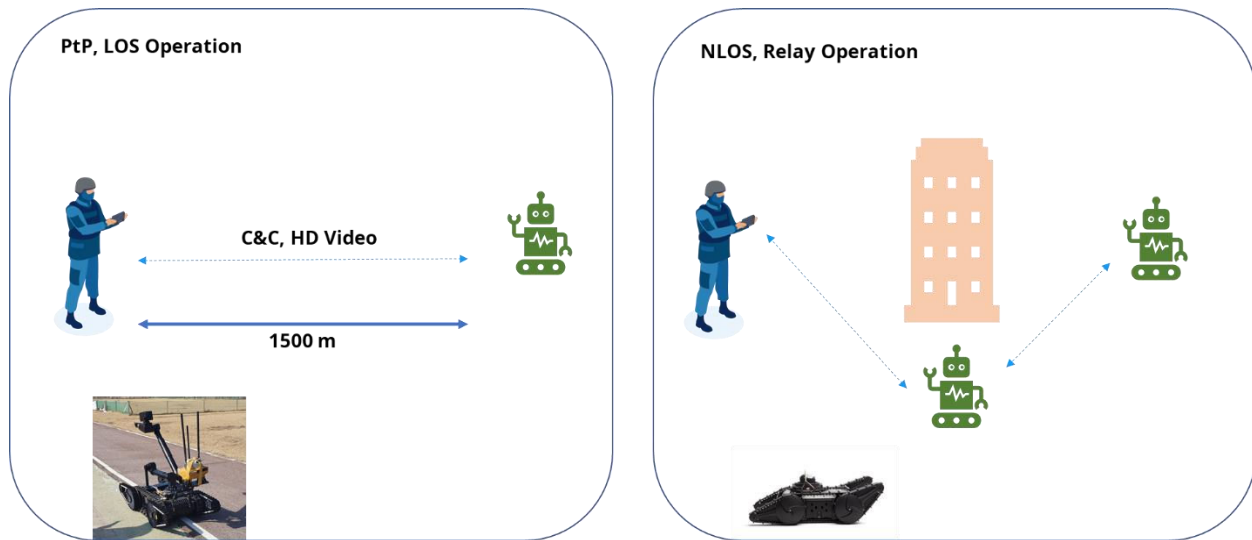 PtP, LOS Operation
C&C, HD Video
1500 m
NLOS, Relay Operation